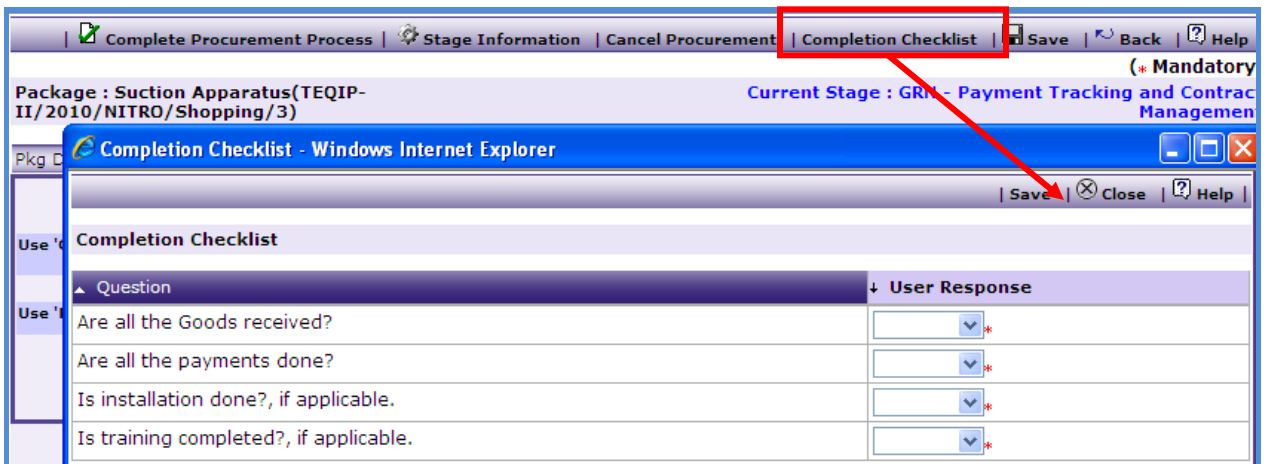 | Complete Procurement Process | Stage Information | Cancel Procurement | Completion Checklist | Save | Back | Help
(* Mandatory
Package : Suction Apparatus(TEQIP-
II/2010/NITRO/Shopping/3)
Current Stage : GRN - Payment Tracking and Contrac
Managemen
Pkg D
Completion Checklist - Windows Internet Explorer
| Save | Close | Help |
Completion Checklist
Use '
Question User Response
Use '
Are all the Goods received? *
Are all the payments done? *
Is installation done?, if applicable. *
Is training completed?, if applicable. *